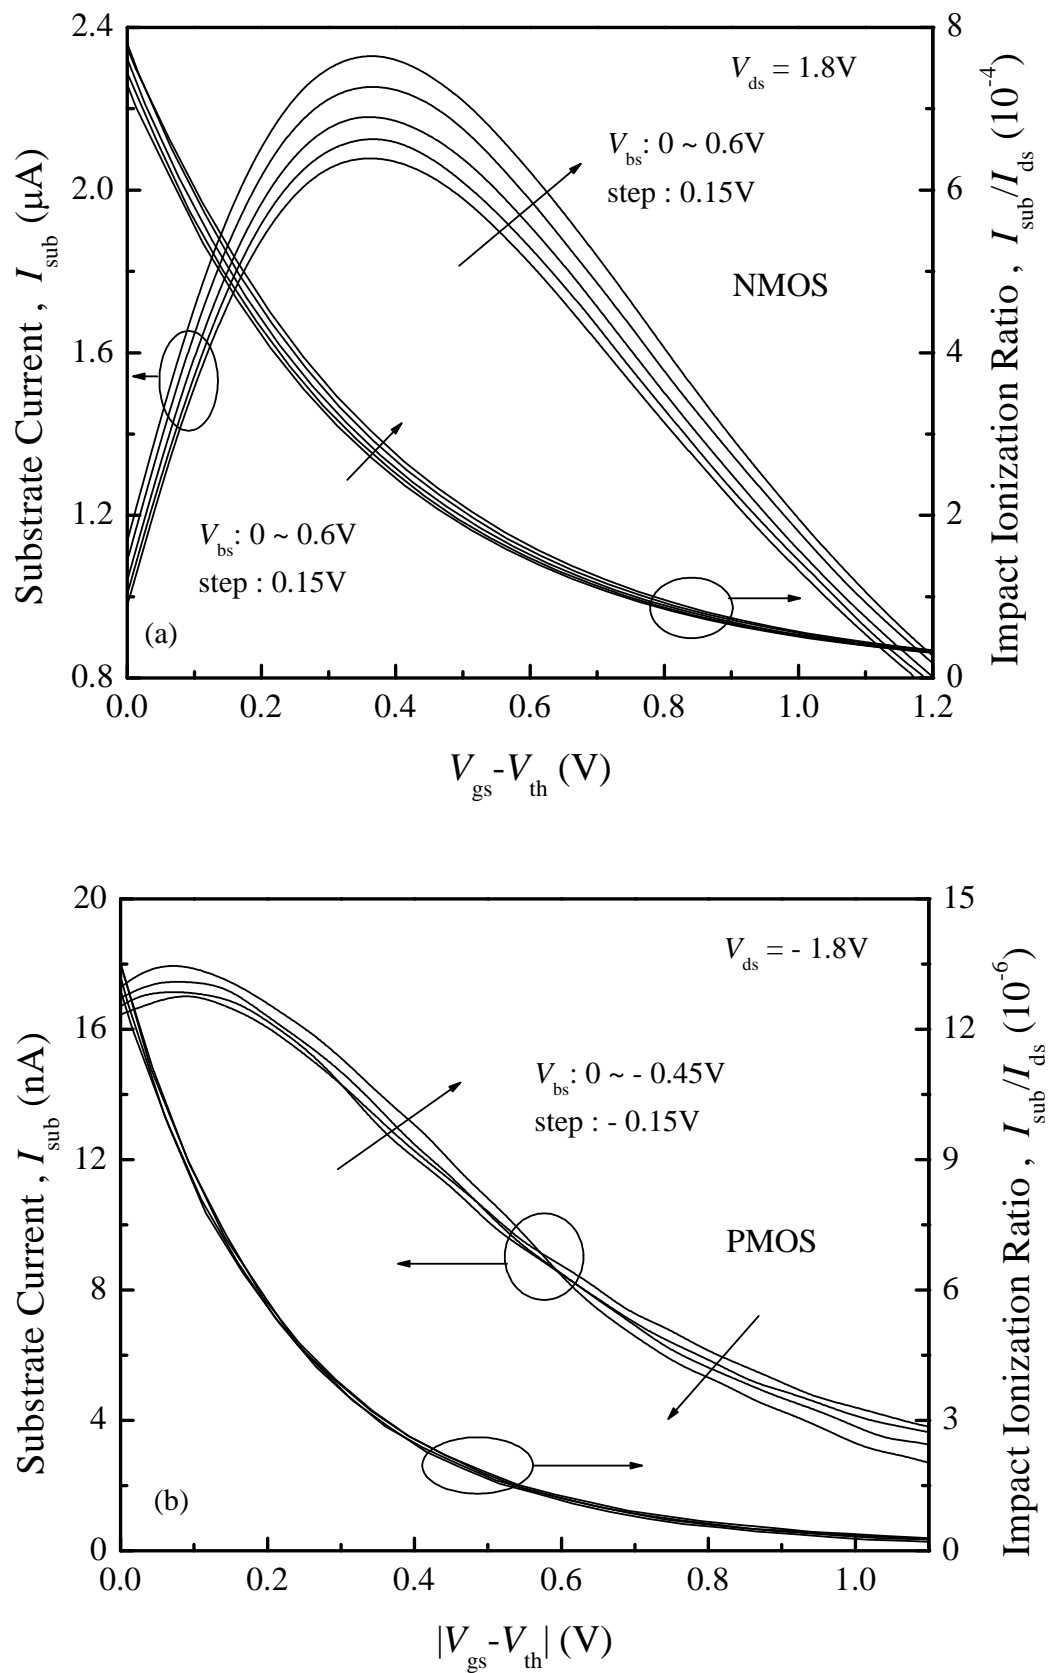 2.4
2.0
1.6
1.2
0.8
Substrate Current , I_sub (μA)
8
6
4
2
0
Impact Ionization Ratio , I_sub/I_ds (10^-4)
V_ds = 1.8V
V_bs: 0 ~ 0.6V
step : 0.15V
NMOS
V_bs: 0 ~ 0.6V
step : 0.15V
(a)
0.0 0.2 0.4 0.6 0.8 1.0 1.2
V_gs-V_th (V)
20
16
12
8
4
0
Substrate Current , I_sub (nA)
15
12
9
6
3
0
Impact Ionization Ratio , I_sub/I_ds (10^-6)
V_ds = - 1.8V
V_bs: 0 ~ - 0.45V
step : - 0.15V
PMOS
(b)
0.0 0.2 0.4 0.6 0.8 1.0
|V_gs-V_th| (V)